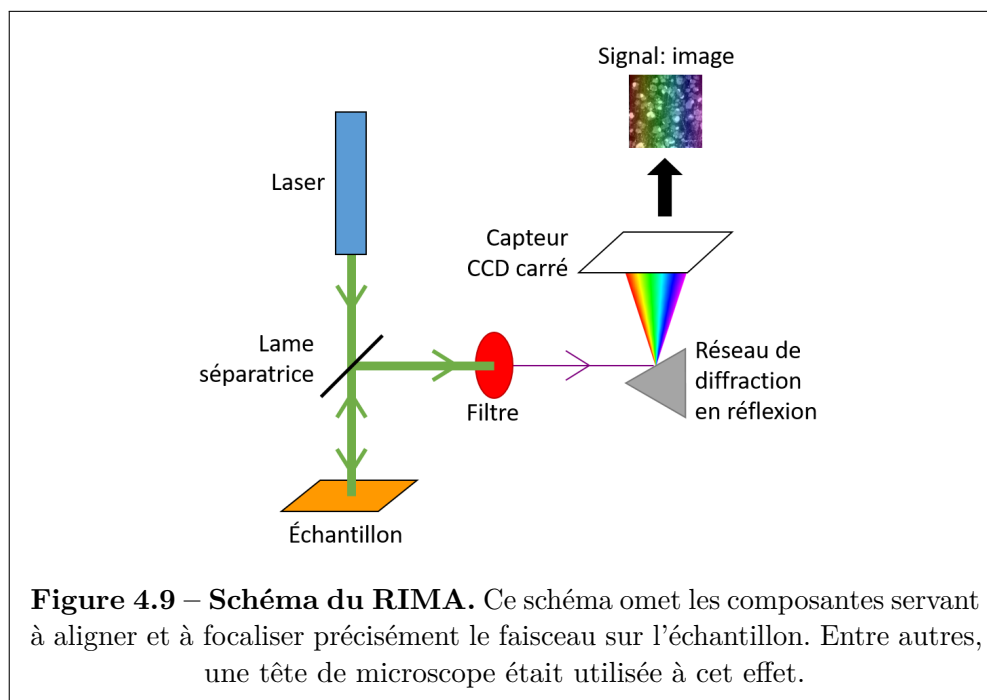 Signal: image
Laser
Capteur
CCD carré
Lame
séparatrice
Filtre
Réseau de
diffraction
en réflexion
Échantillon
Figure 4.9 – Schéma du RIMA. Ce schéma omet les composantes servant
à aligner et à focaliser précisément le faisceau sur l'échantillon. Entre autres,
une tête de microscope était utilisée à cet effet.